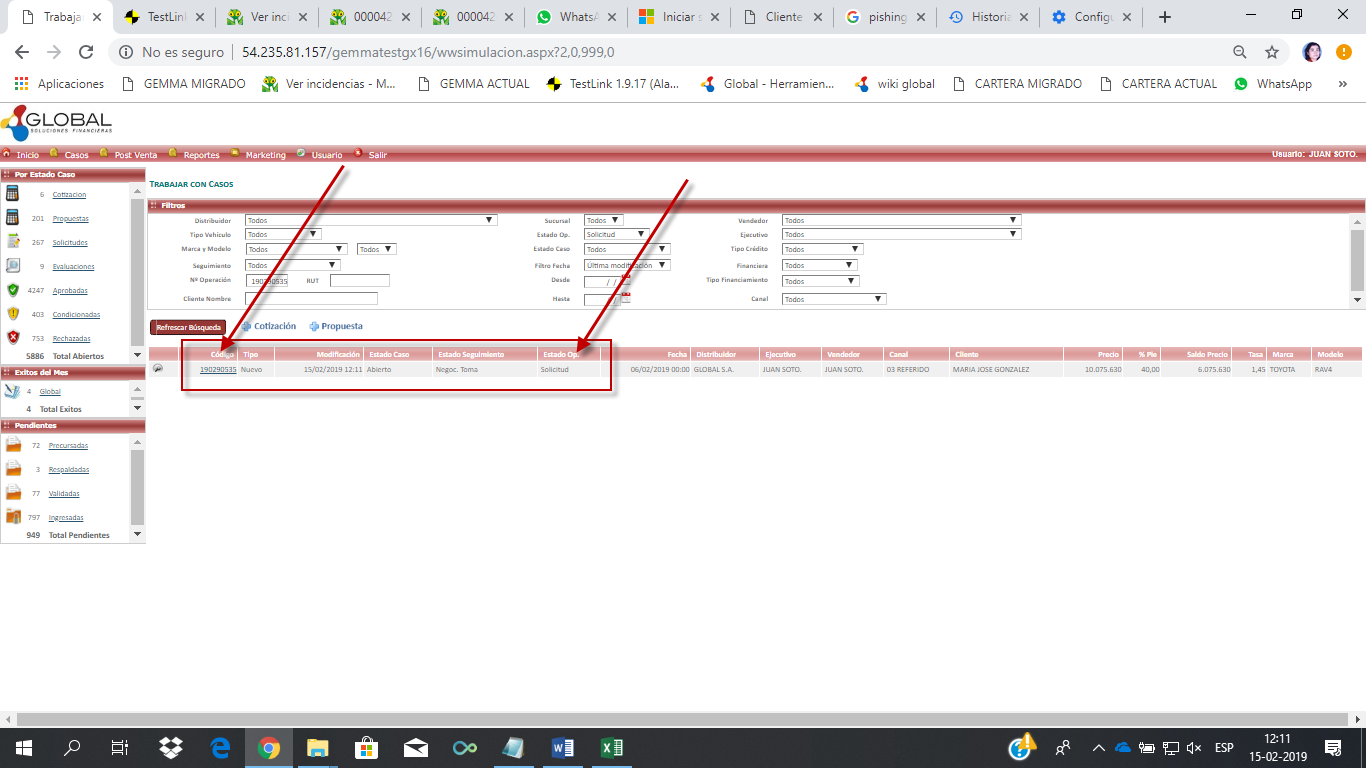 Trabaja
TestLink
Ver inci
000042
000042
WhatsA
Iniciar s
Cliente
pishing
Historia
Configu
No es seguro | 54.235.81.157/gemmatestgx16/wwsimulacion.aspx?2,0,999,0
Aplicaciones GEMMA MIGRADO Ver incidencias - M... GEMMA ACTUAL TestLink 1.9.17 (Ala... Global - Herramien... wiki global CARTERA MIGRADO CARTERA ACTUAL WhatsApp »
GLOBAL
SOLUCIONES FINANCIERAS
Inicio Casos Post Venta Reportes Marketing Usuario Salir Usuario: JUAN SOTO.
Por Estado Caso
6 Cotizacion
201 Propuestas
267 Solicitudes
9 Evaluaciones
4247 Aprobadas
403 Condicionadas
753 Rechazadas
5886 Total Abiertos
Exitos del Mes
4 Global
4 Total Exitos
Pendientes
72 Precursadas
3 Respaldadas
77 Validadas
797 Ingresadas
949 Total Pendientes
TRABAJAR CON CASOS
Filtros
Distribuidor Todos Sucursal Todos Vendedor Todos
Tipo Vehículo Todos Estado Op. Solicitud Ejecutivo Todos
Marca y Modelo Todos Todos Estado Caso Todos Tipo Crédito Todos
Seguimiento Todos Filtro Fecha Última modificación Financiera Todos
Nº Operación 190290535 RUT Desde / / Tipo Financiamiento Todos
Cliente Nombre Hasta / / Canal Todos
Refrescar Búsqueda Cotización Propuesta
Código Tipo Modificación Estado Caso Estado Seguimiento Estado Op. Fecha Distribuidor Ejecutivo Vendedor Canal Cliente Precio % Pie Saldo Precio Tasa Marca Modelo
190290535 Nuevo 15/02/2019 12:11 Abierto Negoc. Toma Solicitud 06/02/2019 00:00 GLOBAL S.A. JUAN SOTO. JUAN SOTO. 03 REFERIDO MARIA JOSE GONZALEZ 10.075.630 40,00 6.075.630 1,45 TOYOTA RAV4
ESP
12:11
15-02-2019